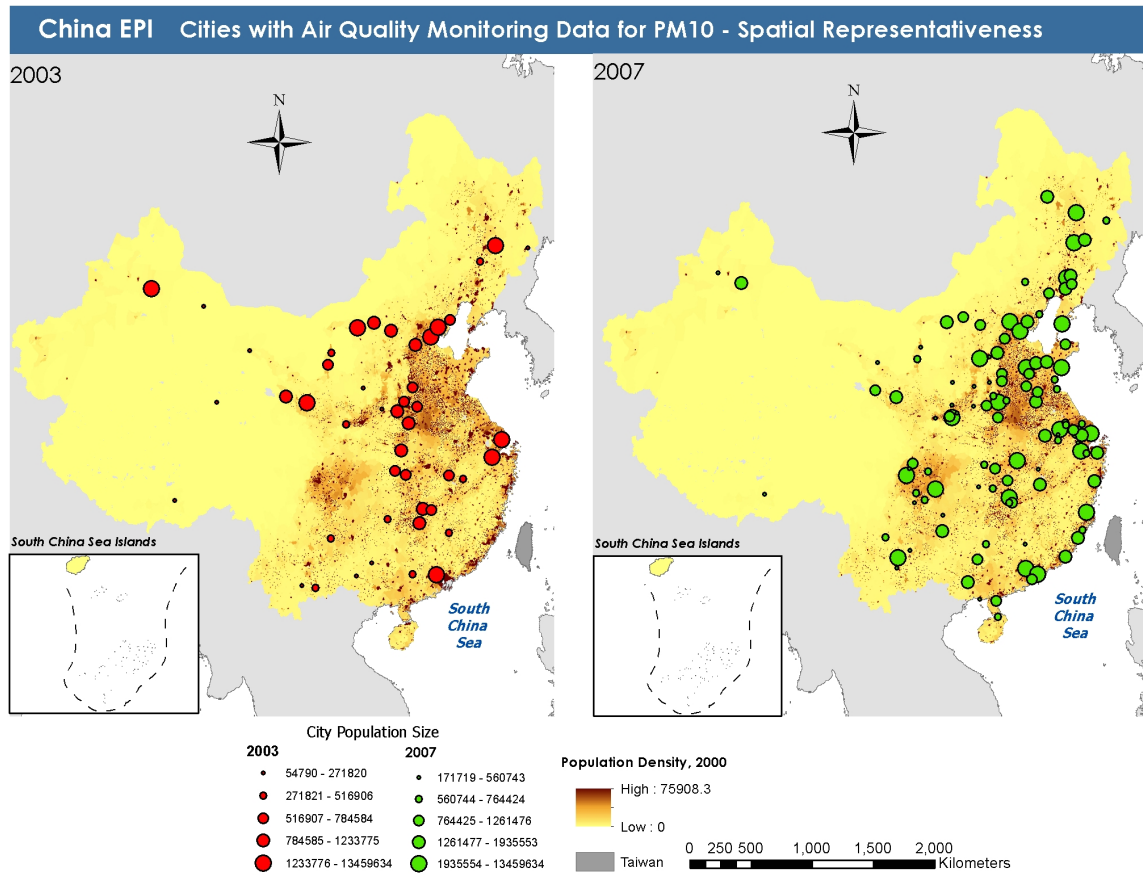 China EPI Cities with Air Quality Monitoring Data for PM10 - Spatial Representativeness
2003
2007
N
N
South China Sea Islands
South China Sea Islands
South
China
Sea
South
China
Sea
City Population Size
2003
2007
54790 - 271820
271821 - 516906
516907 - 784584
784585 - 1233775
1233776 - 13459634
171719 - 560743
560744 - 764424
764425 - 1261476
1261477 - 1935553
1935554 - 13459634
Population Density, 2000
High : 75908.3
Low : 0
Taiwan
0 250 500 1,000 1,500 2,000
Kilometers